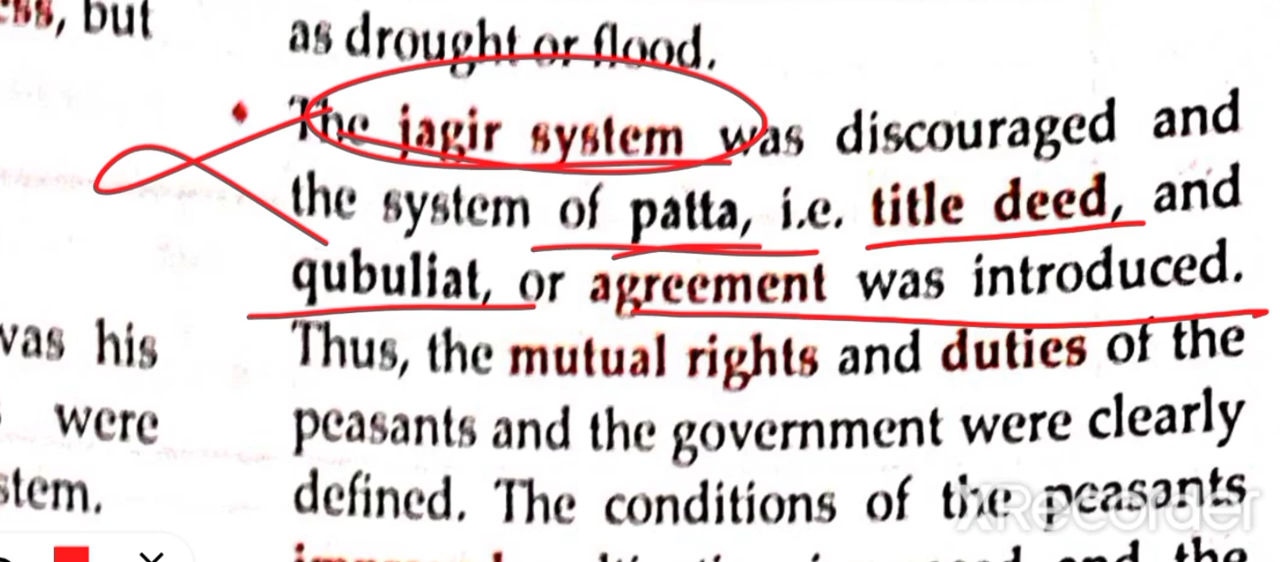 ess, but
as drought or flood.
The jagir system was discouraged and
the system of patta, i.e. title deed, and
qubuliat, or agreement was introduced.
vas his
Thus, the mutual rights and duties of the
were
peasants and the government were clearly
stem.
defined. The conditions of the peasants
and the
XRecorder